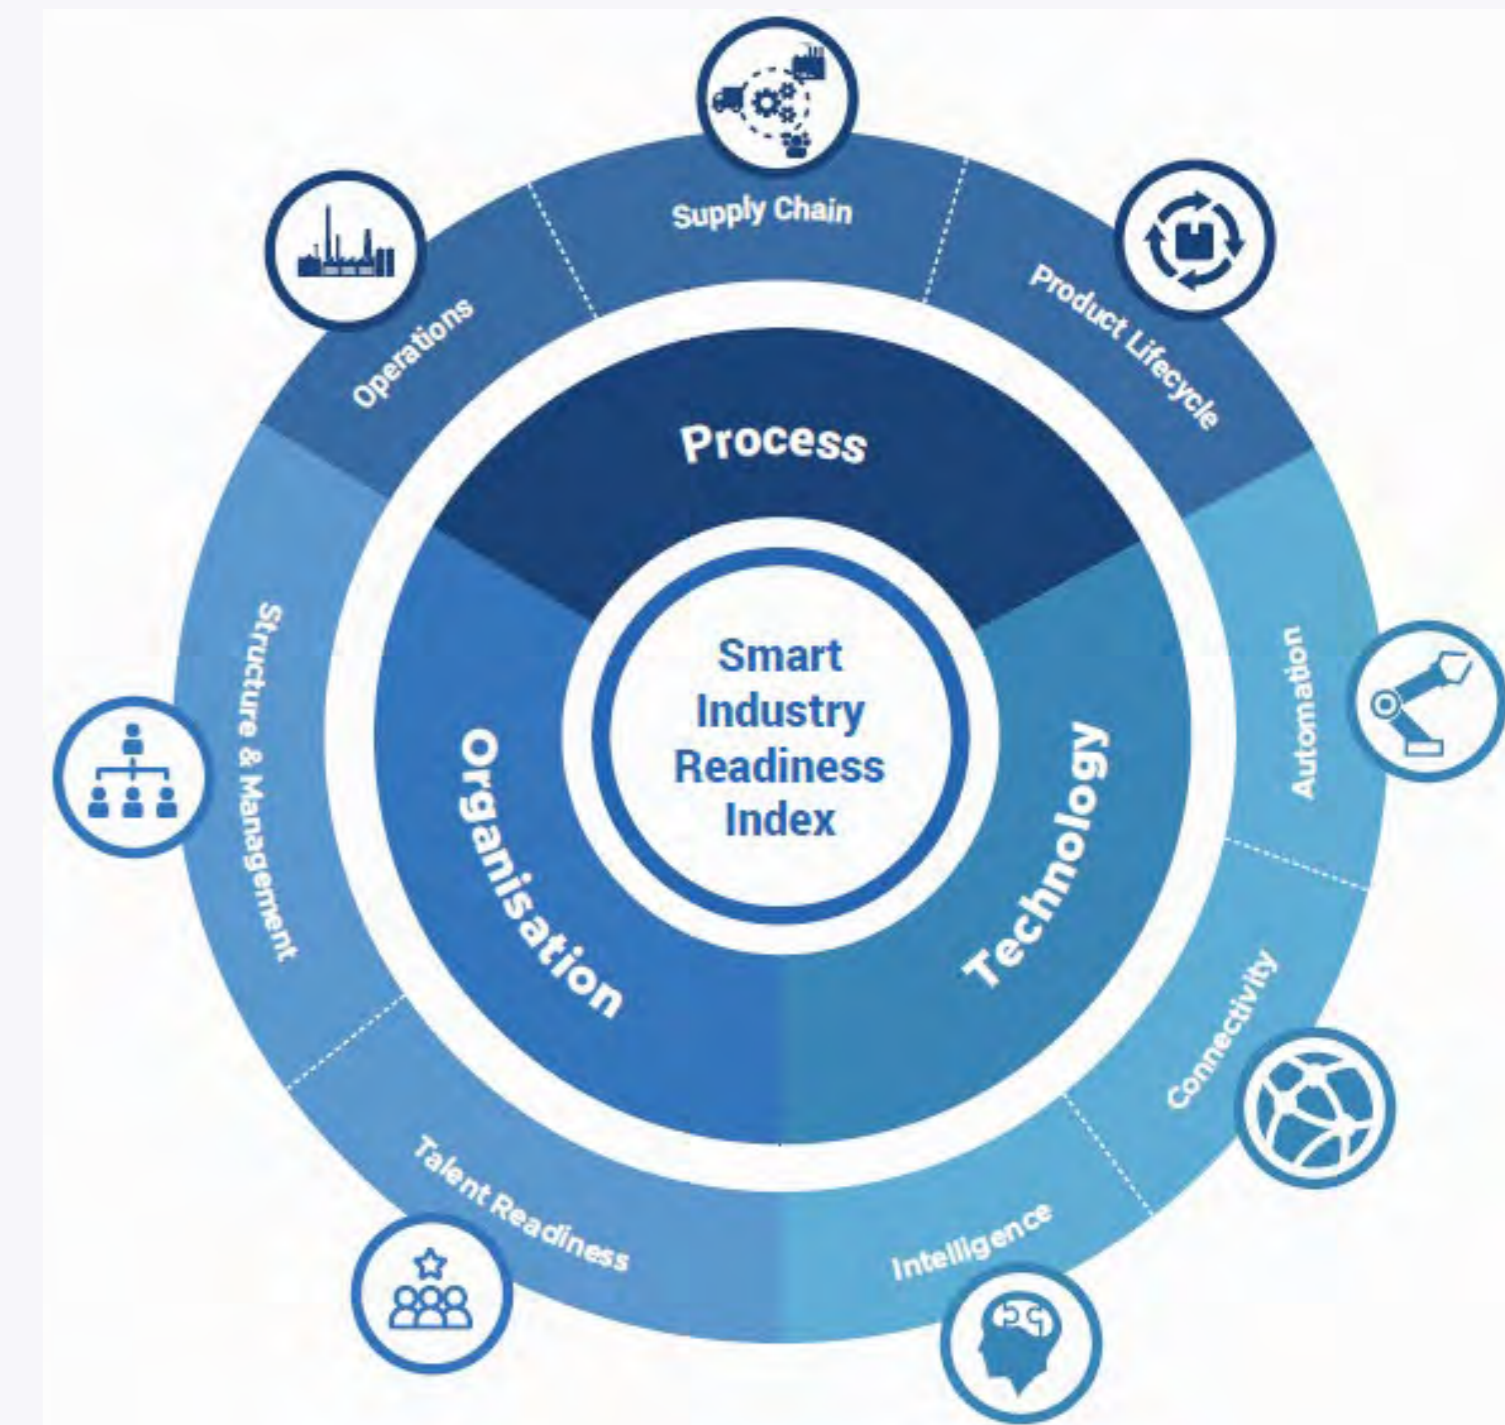 Supply Chain
Product Lifecycle
Operations
Process
Automation
Structure & Management
Smart
Industry
Readiness
Index
Organisation
Technology
Connectivity
Talent Readiness
Intelligence